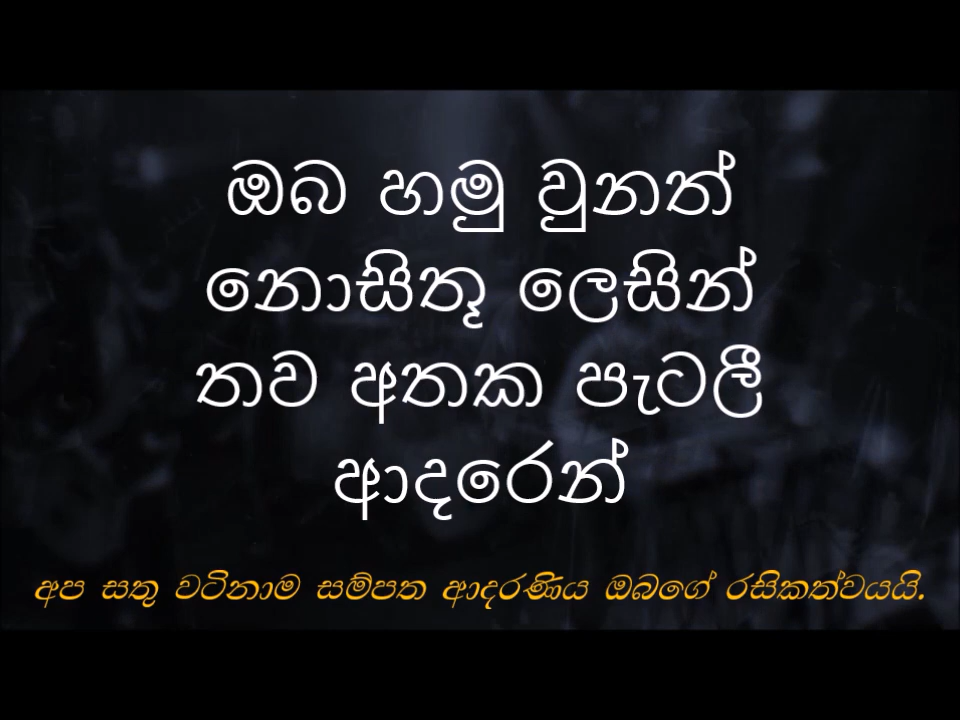 ඔබ හමු වුනත්
නොසිතූ ලෙසින්
තව අතක පැටලී
ආදරෙන්
අප සතු වටිනාම සම්පත ආදරණිය ඔබගේ රසිකත්වයයි.